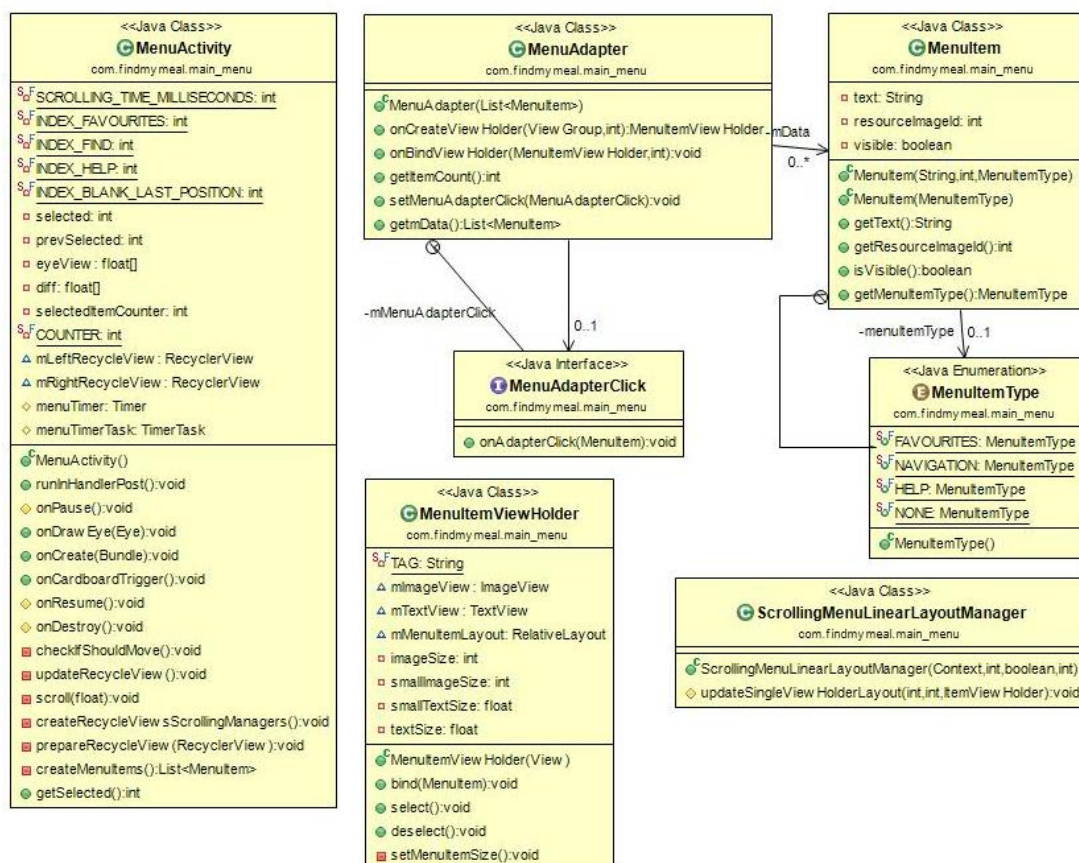 <<Java Class>>
MenuActivity
com.findmymeal.main_menu
SCROLLING_TIME_MILLISECONDS: int
INDEX_FAVOURITES: int
INDEX_FIND: int
INDEX_HELP: int
INDEX_BLANK_LAST_POSITION: int
selected: int
prevSelected: int
eyeView: float[]
diff: float[]
selectedItemCounter: int
COUNTER: int
mLeftRecycleView: RecyclerView
mRightRecycleView: RecyclerView
menuTimer: Timer
menuTimerTask: TimerTask
MenuActivity()
runInHandlerPost():void
onPause():void
onDrawEye(Eye):void
onCreate(Bundle):void
onCardboardTrigger():void
onResume():void
onDestroy():void
checkIfShouldMove():void
updateRecycleView():void
scroll(float):void
createRecycleViewsScrollingManagers():void
prepareRecycleView(RecyclerView):void
createMenuItems():List<MenuItem>
getSelected():int
<<Java Class>>
MenuAdapter
com.findmymeal.main_menu
MenuAdapter(List<MenuItem>)
onCreateViewHolder(ViewGroup,int):MenuItemViewHolder
onBindViewHolder(MenuItemViewHolder,int):void
getItemCount():int
setMenuAdapterClick(MenuAdapterClick):void
getmData():List<MenuItem>
-mData
0..*
<<Java Class>>
MenuItem
com.findmymeal.main_menu
text: String
resourceImageId: int
visible: boolean
MenuItem(String,int,MenuItemType)
MenuItem(MenuItemType)
getText():String
getResourceImageId():int
isVisible():boolean
getMenuItemType():MenuItemType
-mMenuAdapterClick
0..1
-menuItemType
0..1
<<Java Interface>>
MenuAdapterClick
com.findmymeal.main_menu
onAdapterClick(MenuItem):void
<<Java Enumeration>>
MenuItemType
com.findmymeal.main_menu
FAVOURITES: MenuItemType
NAVIGATION: MenuItemType
HELP: MenuItemType
NONE: MenuItemType
MenuItemType()
<<Java Class>>
MenuItemViewHolder
com.findmymeal.main_menu
TAG: String
mImageView: ImageView
mTextView: TextView
mMenuItemLayout: RelativeLayout
imageSize: int
smallImageSize: int
smallTextSize: float
textSize: float
MenuItemViewHolder(View)
bind(MenuItem):void
select():void
deselect():void
setMenuItemSize():void
<<Java Class>>
ScrollingMenuLinearLayoutManager
com.findmymeal.main_menu
ScrollingMenuLinearLayoutManager(Context,int,boolean,int)
updateSingleViewHolderLayout(int,int,ItemViewHolder):void